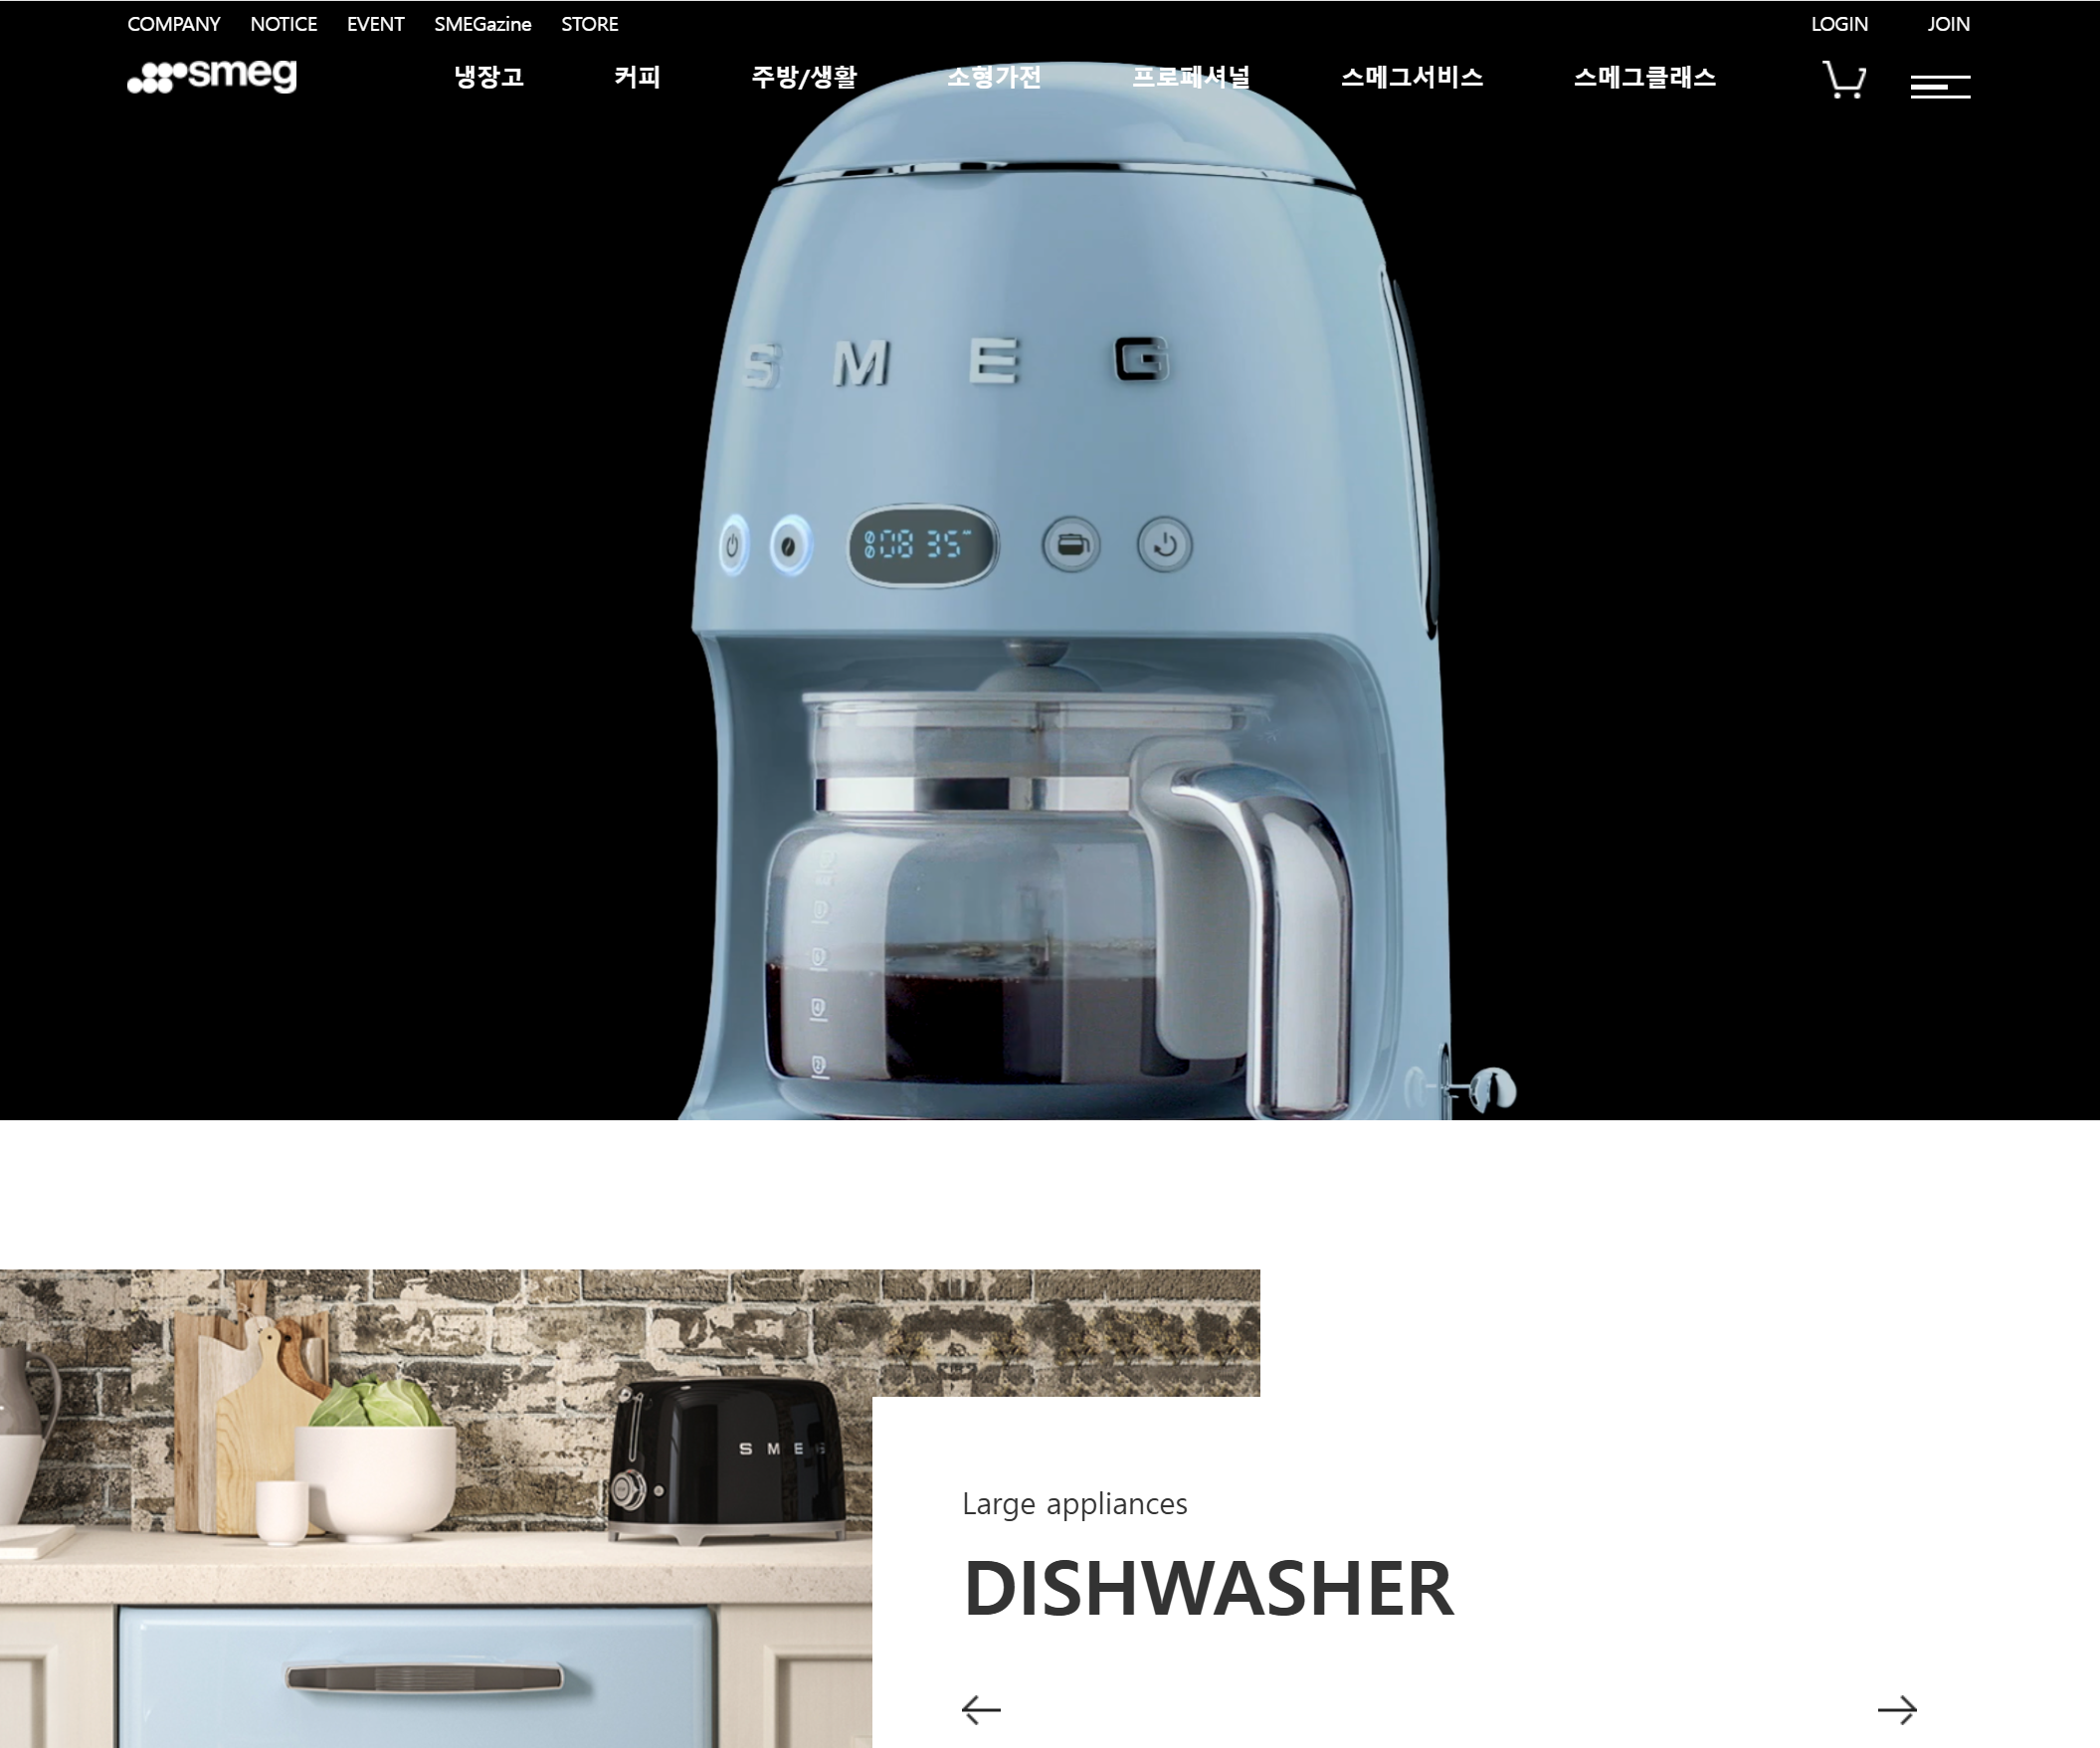 COMPANY NOTICE EVENT SMEGazine STORE LOGIN JOIN
smeg 냉장고 커피 주방/생활 소형가전 프로페셔널 스메그서비스 스메그클래스
SMEG
08 35
SMEG
Large appliances
DISHWASHER